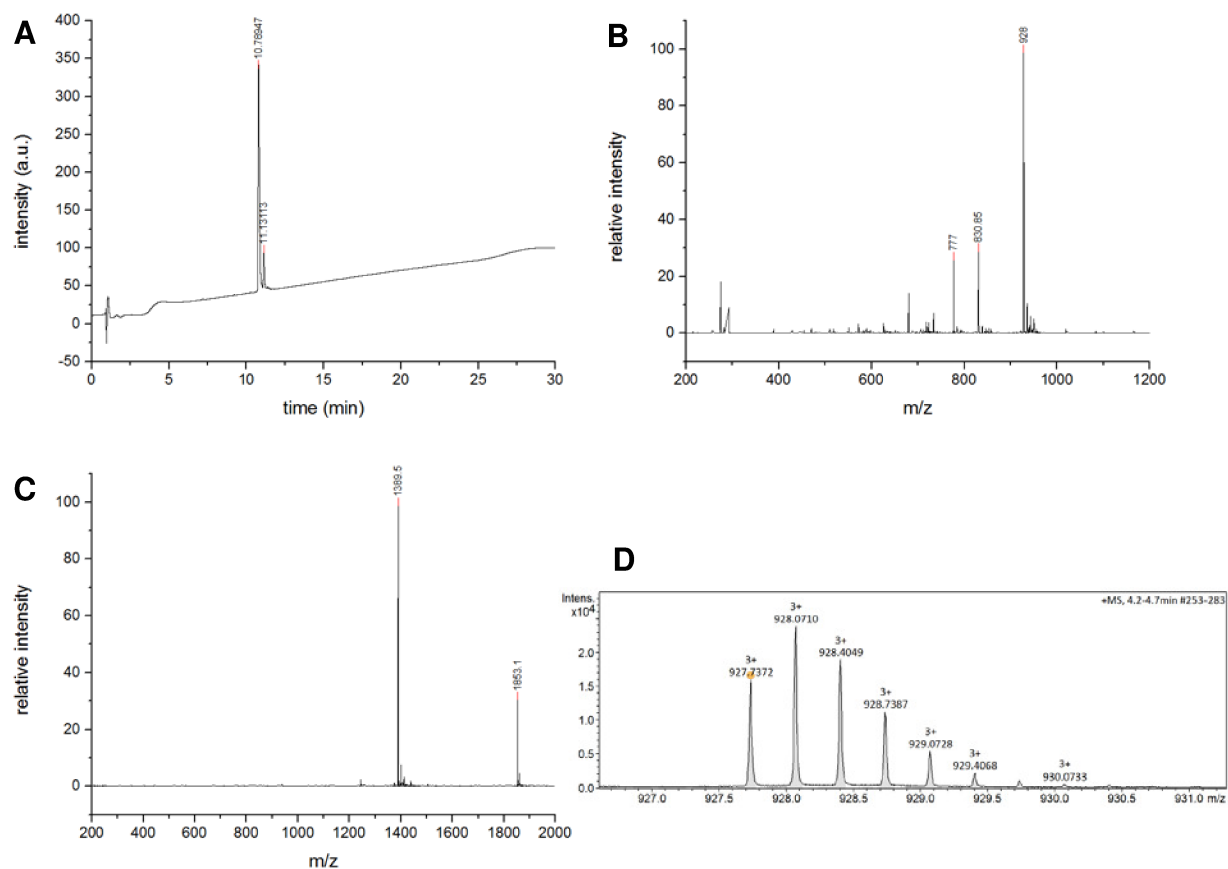 A
400
350
300
250
200
150
100
50
0
-50
intensity (a.u.)
10.78947
11.13113
0 5 10 15 20 25 30
time (min)
B
100
80
60
40
20
0
relative intensity
777
830.85
928
200 400 600 800 1000 1200
m/z
C
100
80
60
40
20
0
relative intensity
1389.5
1853.1
200 400 600 800 1000 1200 1400 1600 1800 2000
m/z
D
Intens.
x10⁴
+MS, 4.2-4.7min #253-283
2.0
1.5
1.0
0.5
0.0
3+
927.7372
3+
928.0710
3+
928.4049
3+
928.7387
3+
929.0728
3+
929.4068
3+
930.0733
927.0 927.5 928.0 928.5 929.0 929.5 930.0 930.5 931.0 m/z